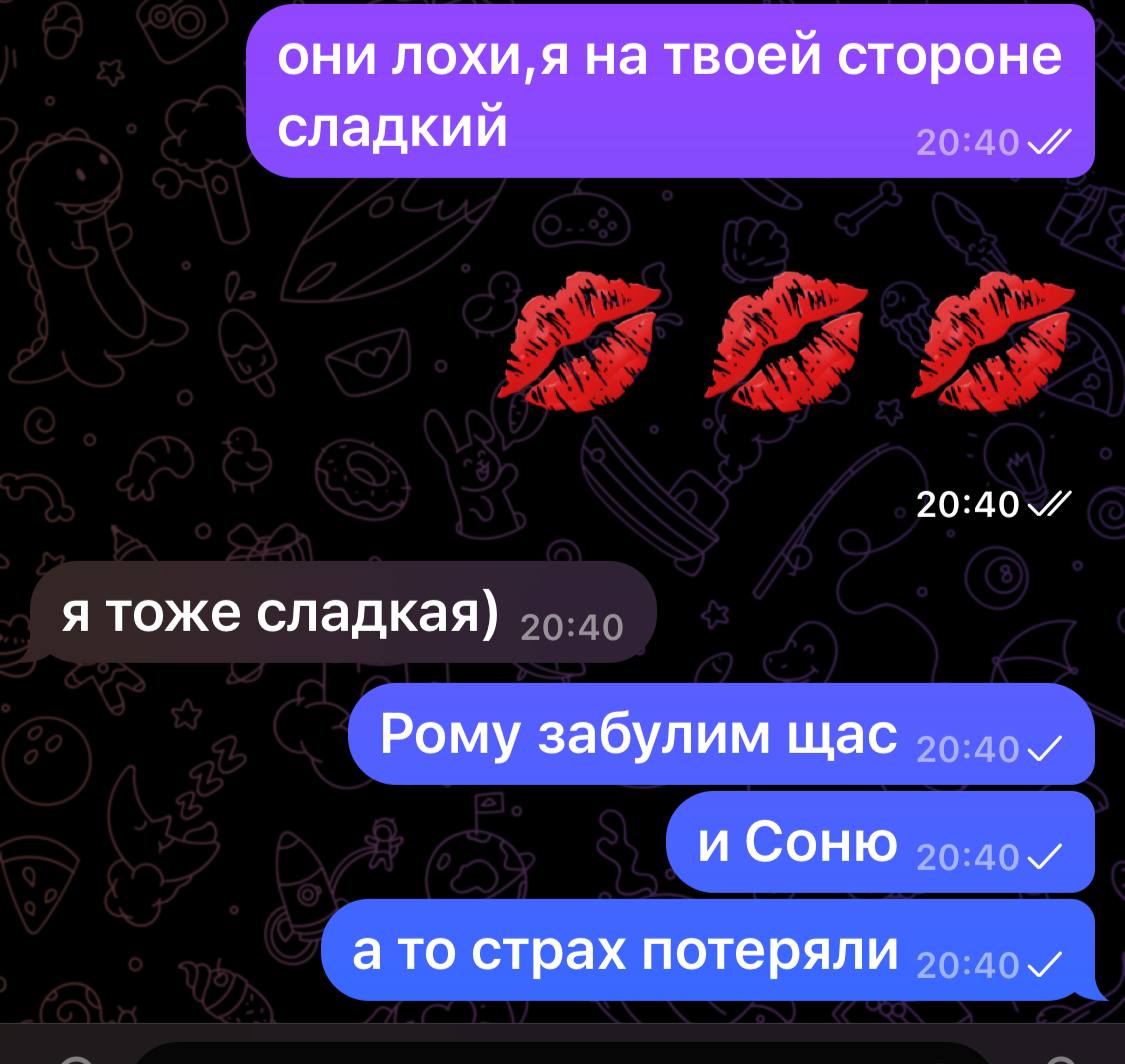 они лохи,я на твоей стороне
сладкий
20:40
💋💋💋
20:40
я тоже сладкая) 20:40
Рому забулим щас 20:40
и Соню 20:40
а то страх потеряли 20:40